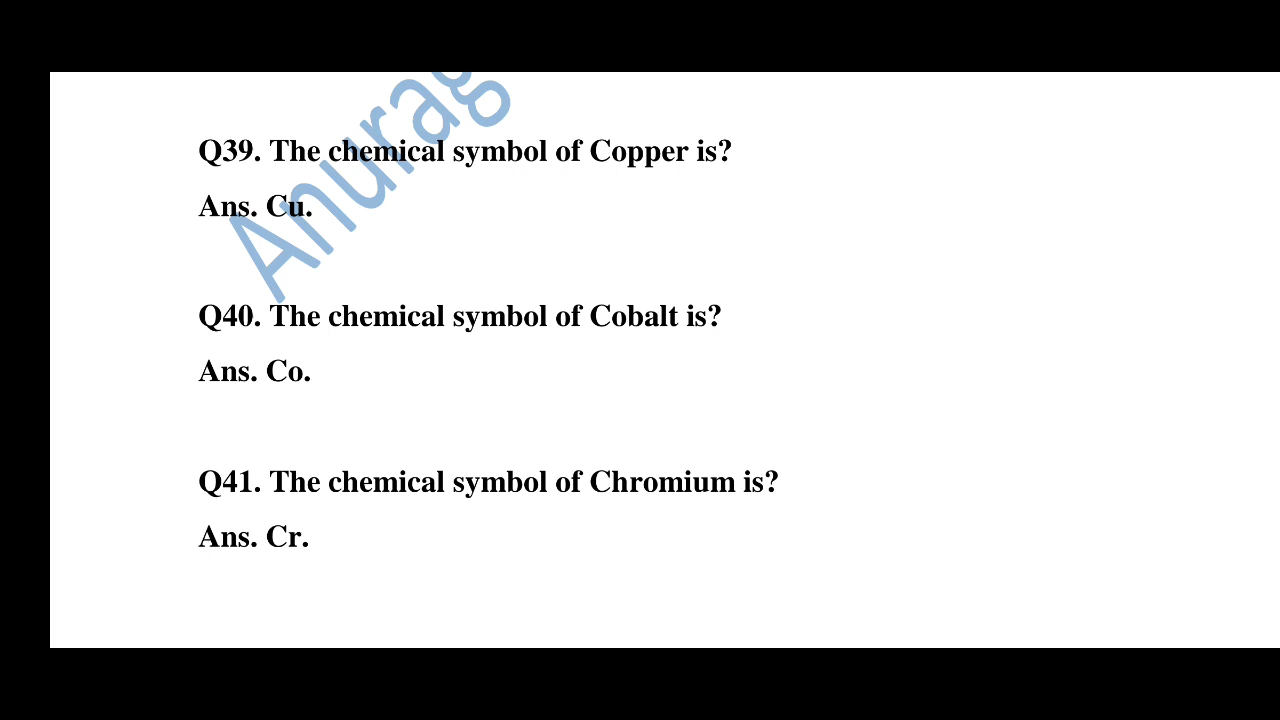 Anurag
Q39. The chemical symbol of Copper is?
Ans. Cu.
Q40. The chemical symbol of Cobalt is?
Ans. Co.
Q41. The chemical symbol of Chromium is?
Ans. Cr.